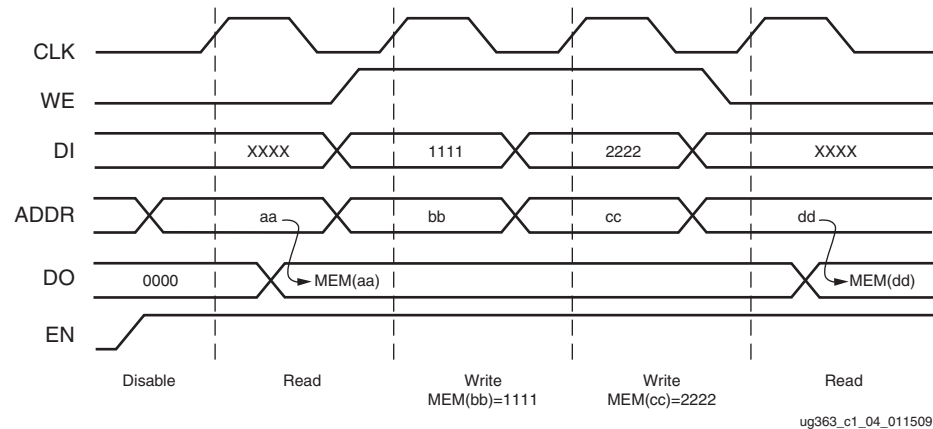 CLK
WE
DI XXXX 1111 2222 XXXX
ADDR aa bb cc dd
DO 0000 MEM(aa) MEM(dd)
EN
Disable Read Write Write Read
MEM(bb)=1111 MEM(cc)=2222
ug363_c1_04_011509